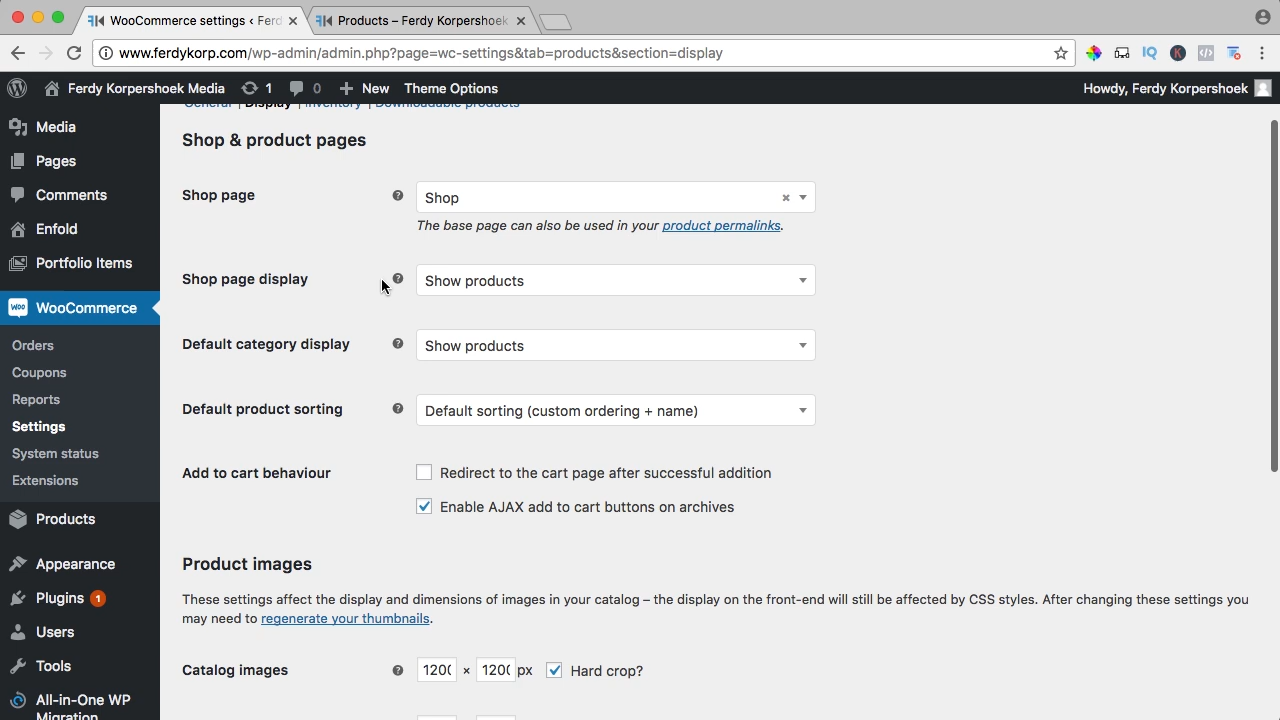 WooCommerce settings ‹ Ferd
Products – Ferdy Korpershoek
www.ferdykorp.com/wp-admin/admin.php?page=wc-settings&tab=products&section=display
Ferdy Korpershoek Media
1
0
New
Theme Options
Howdy, Ferdy Korpershoek
Media
Pages
Comments
Enfold
Portfolio Items
WooCommerce
Orders
Coupons
Reports
Settings
System status
Extensions
Products
Appearance
Plugins 1
Users
Tools
All-in-One WP
Migration
General | Display | Inventory | Downloadable products
Shop & product pages
Shop page
Shop
The base page can also be used in your product permalinks.
Shop page display
Show products
Default category display
Show products
Default product sorting
Default sorting (custom ordering + name)
Add to cart behaviour
Redirect to the cart page after successful addition
Enable AJAX add to cart buttons on archives
Product images
These settings affect the display and dimensions of images in your catalog – the display on the front-end will still be affected by CSS styles. After changing these settings you
may need to regenerate your thumbnails.
Catalog images
1200 × 1200 px Hard crop?